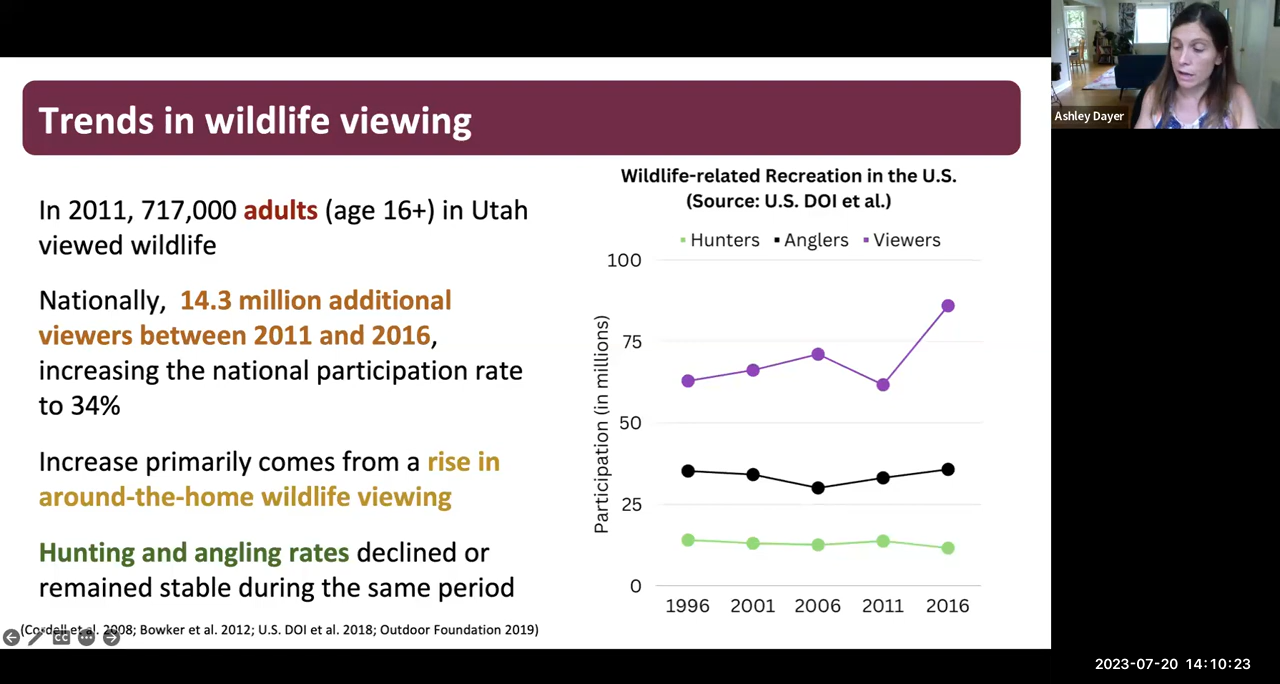 Trends in wildlife viewing
In 2011, 717,000 adults (age 16+) in Utah
viewed wildlife
Nationally, 14.3 million additional
viewers between 2011 and 2016,
increasing the national participation rate
to 34%
Increase primarily comes from a rise in
around-the-home wildlife viewing
Hunting and angling rates declined or
remained stable during the same period
(Cordell et al. 2008; Bowker et al. 2012; U.S. DOI et al. 2018; Outdoor Foundation 2019)
CC
Wildlife-related Recreation in the U.S.
(Source: U.S. DOI et al.)
Hunters Anglers Viewers
Participation (in millions)
100
75
50
25
0
1996 2001 2006 2011 2016
Ashley Dayer
2023-07-20 14:10:23